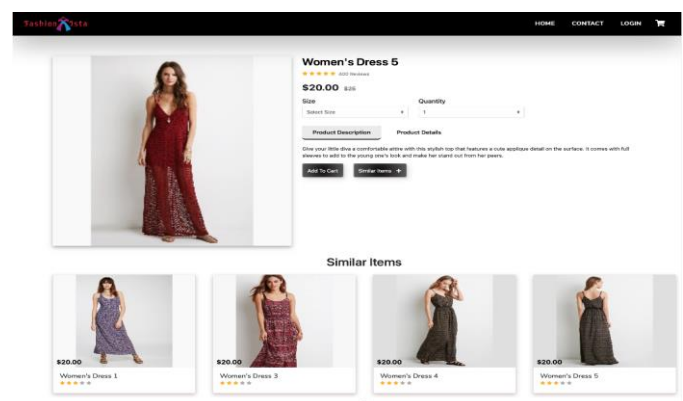 Fashion Ista
HOME CONTACT LOGIN
Women's Dress 5
400 Reviews
$20.00 $25
Size Quantity
Select Size 1
Product Description Product Details
Give your little diva a comfortable attire with this stylish top that features a cute applique detail on the surface. It comes with full
sleeves to add to the young star's look and make her stand out from her peers.
Add To Cart Similar Items +
Similar Items
$20.00 $20.00 $20.00 $20.00
Women's Dress 1 Women's Dress 3 Women's Dress 4 Women's Dress 5